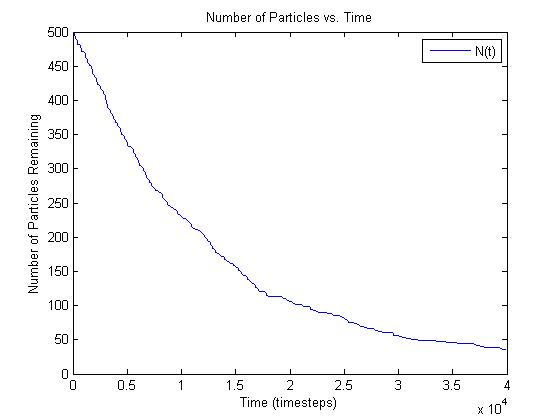 Number of Particles vs. Time
N(t)
Number of Particles Remaining
500
450
400
350
300
250
200
150
100
50
0
0 0.5 1 1.5 2 2.5 3 3.5 4
x 10^4
Time (timesteps)